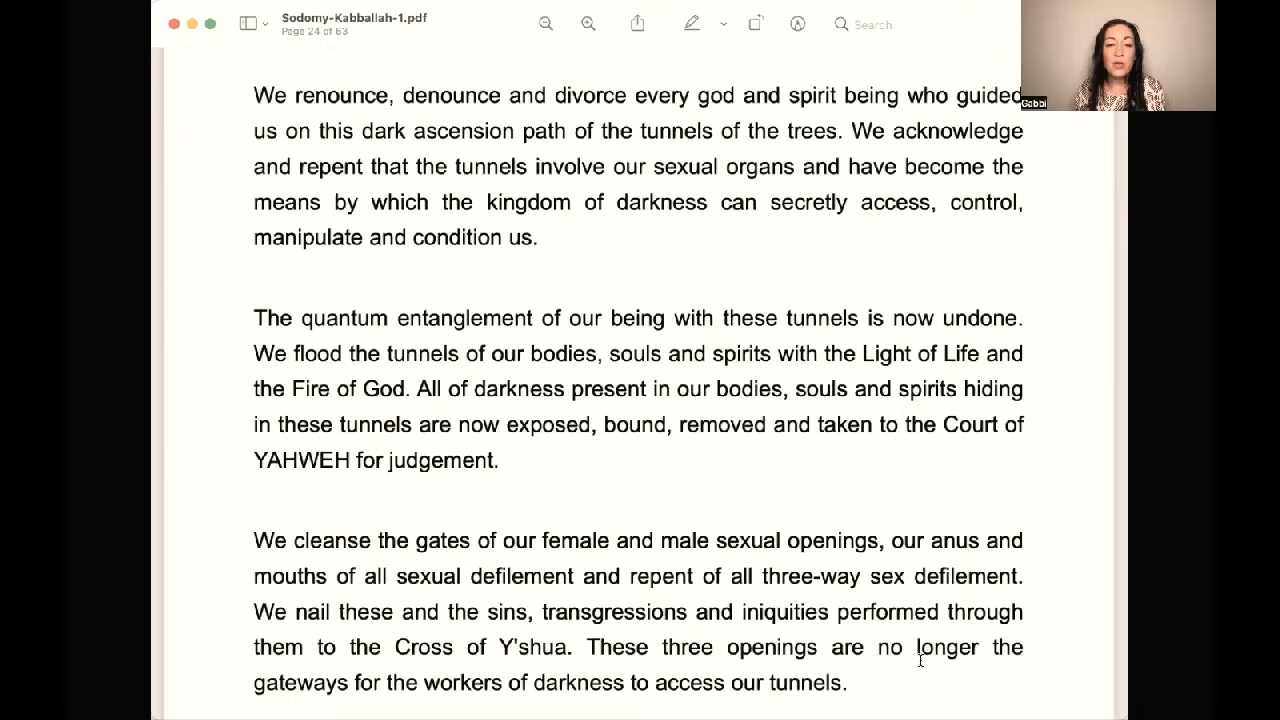 Sodomy-Kabballah-1.pdf
Page 24 of 63
Search
Gabbi
We renounce, denounce and divorce every god and spirit being who guided
us on this dark ascension path of the tunnels of the trees. We acknowledge
and repent that the tunnels involve our sexual organs and have become the
means by which the kingdom of darkness can secretly access, control,
manipulate and condition us.
The quantum entanglement of our being with these tunnels is now undone.
We flood the tunnels of our bodies, souls and spirits with the Light of Life and
the Fire of God. All of darkness present in our bodies, souls and spirits hiding
in these tunnels are now exposed, bound, removed and taken to the Court of
YAHWEH for judgement.
We cleanse the gates of our female and male sexual openings, our anus and
mouths of all sexual defilement and repent of all three-way sex defilement.
We nail these and the sins, transgressions and iniquities performed through
them to the Cross of Y'shua. These three openings are no longer the
gateways for the workers of darkness to access our tunnels.